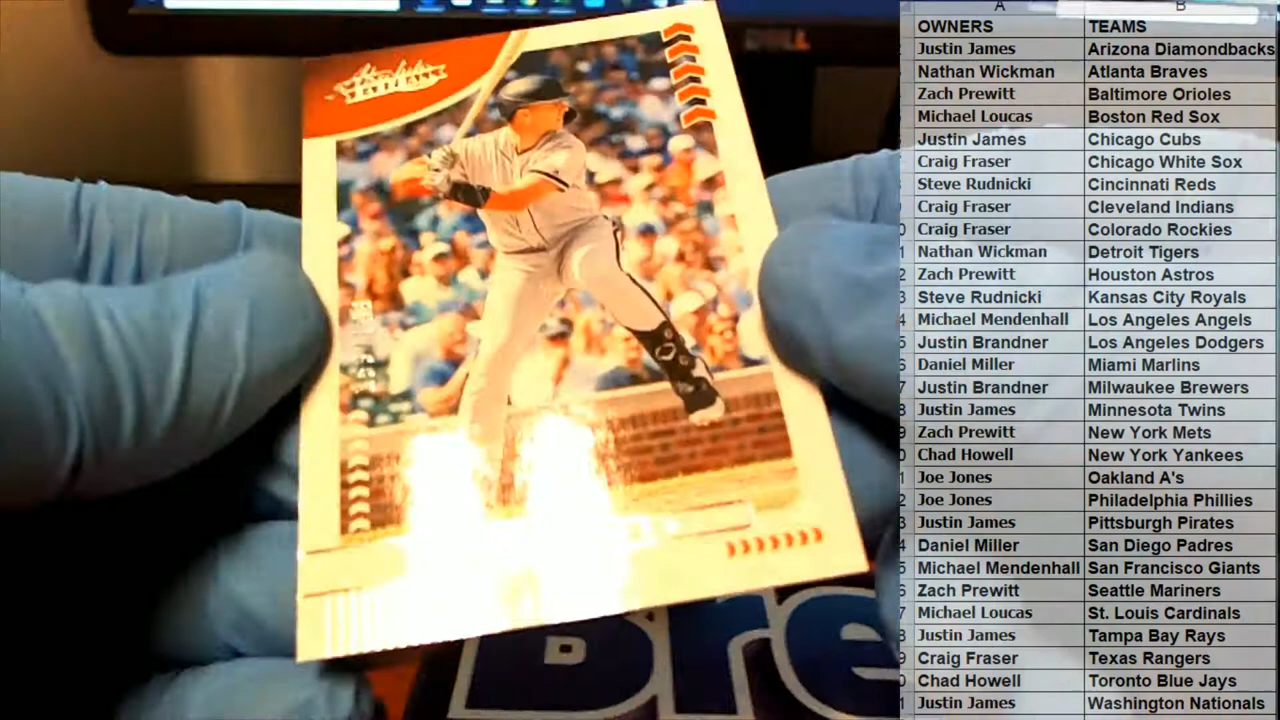 Absolute
BASEBALL
Bre
A B
OWNERS TEAMS
Justin James Arizona Diamondbacks
Nathan Wickman Atlanta Braves
Zach Prewitt Baltimore Orioles
Michael Loucas Boston Red Sox
Justin James Chicago Cubs
Craig Fraser Chicago White Sox
Steve Rudnicki Cincinnati Reds
Craig Fraser Cleveland Indians
Craig Fraser Colorado Rockies
Nathan Wickman Detroit Tigers
Zach Prewitt Houston Astros
Steve Rudnicki Kansas City Royals
Michael Mendenhall Los Angeles Angels
Justin Brandner Los Angeles Dodgers
Daniel Miller Miami Marlins
Justin Brandner Milwaukee Brewers
Justin James Minnesota Twins
Zach Prewitt New York Mets
Chad Howell New York Yankees
Joe Jones Oakland A's
Joe Jones Philadelphia Phillies
Justin James Pittsburgh Pirates
Daniel Miller San Diego Padres
Michael Mendenhall San Francisco Giants
Zach Prewitt Seattle Mariners
Michael Loucas St. Louis Cardinals
Justin James Tampa Bay Rays
Craig Fraser Texas Rangers
Chad Howell Toronto Blue Jays
Justin James Washington Nationals